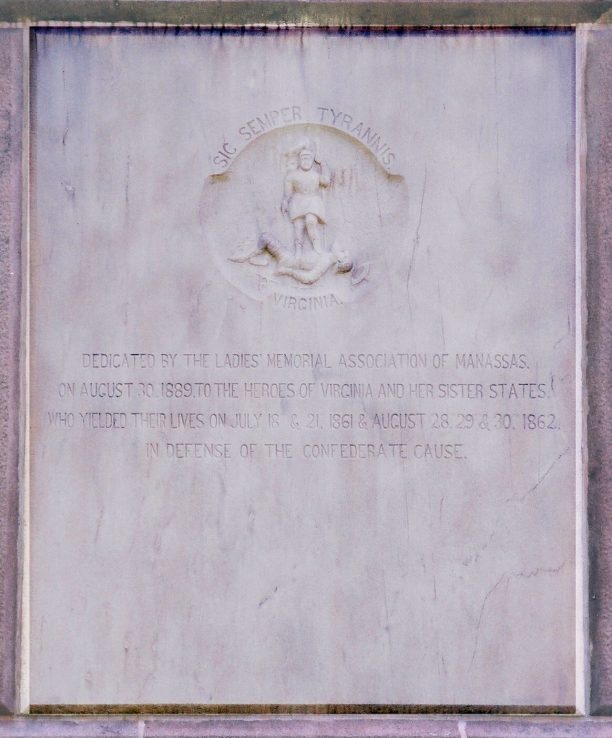 SIC SEMPER TYRANNIS.
VIRGINIA.
DEDICATED BY THE LADIES' MEMORIAL ASSOCIATION OF MANASSAS.
ON AUGUST 30. 1889. TO THE HEROES OF VIRGINIA AND HER SISTER STATES.
WHO YIELDED THEIR LIVES ON JULY 18 & 21, 1861 & AUGUST 28. 29 & 30. 1862.
IN DEFENSE OF THE CONFEDERATE CAUSE.